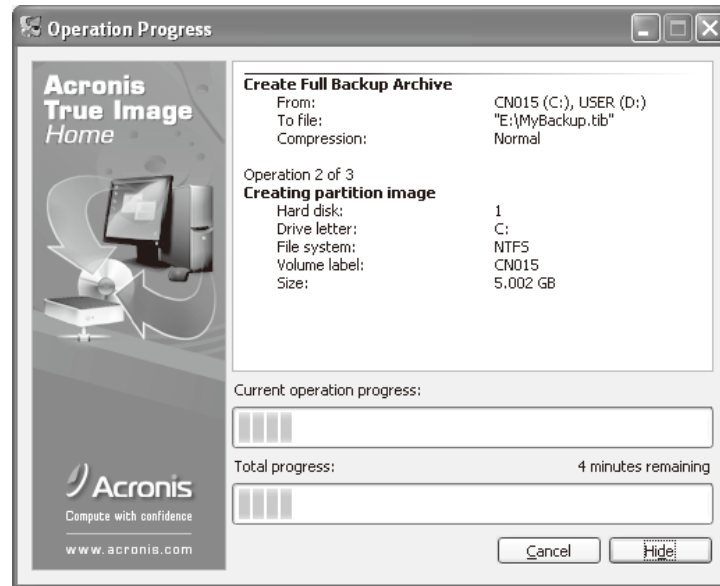 Operation Progress
Acronis
True Image
Home
Create Full Backup Archive
From: CN015 (C:), USER (D:)
To file: "E:\MyBackup.tib"
Compression: Normal
Operation 2 of 3
Creating partition image
Hard disk: 1
Drive letter: C:
File system: NTFS
Volume label: CN015
Size: 5.002 GB
Current operation progress:
Total progress: 4 minutes remaining
Acronis
Compute with confidence
www.acronis.com
Cancel Hide